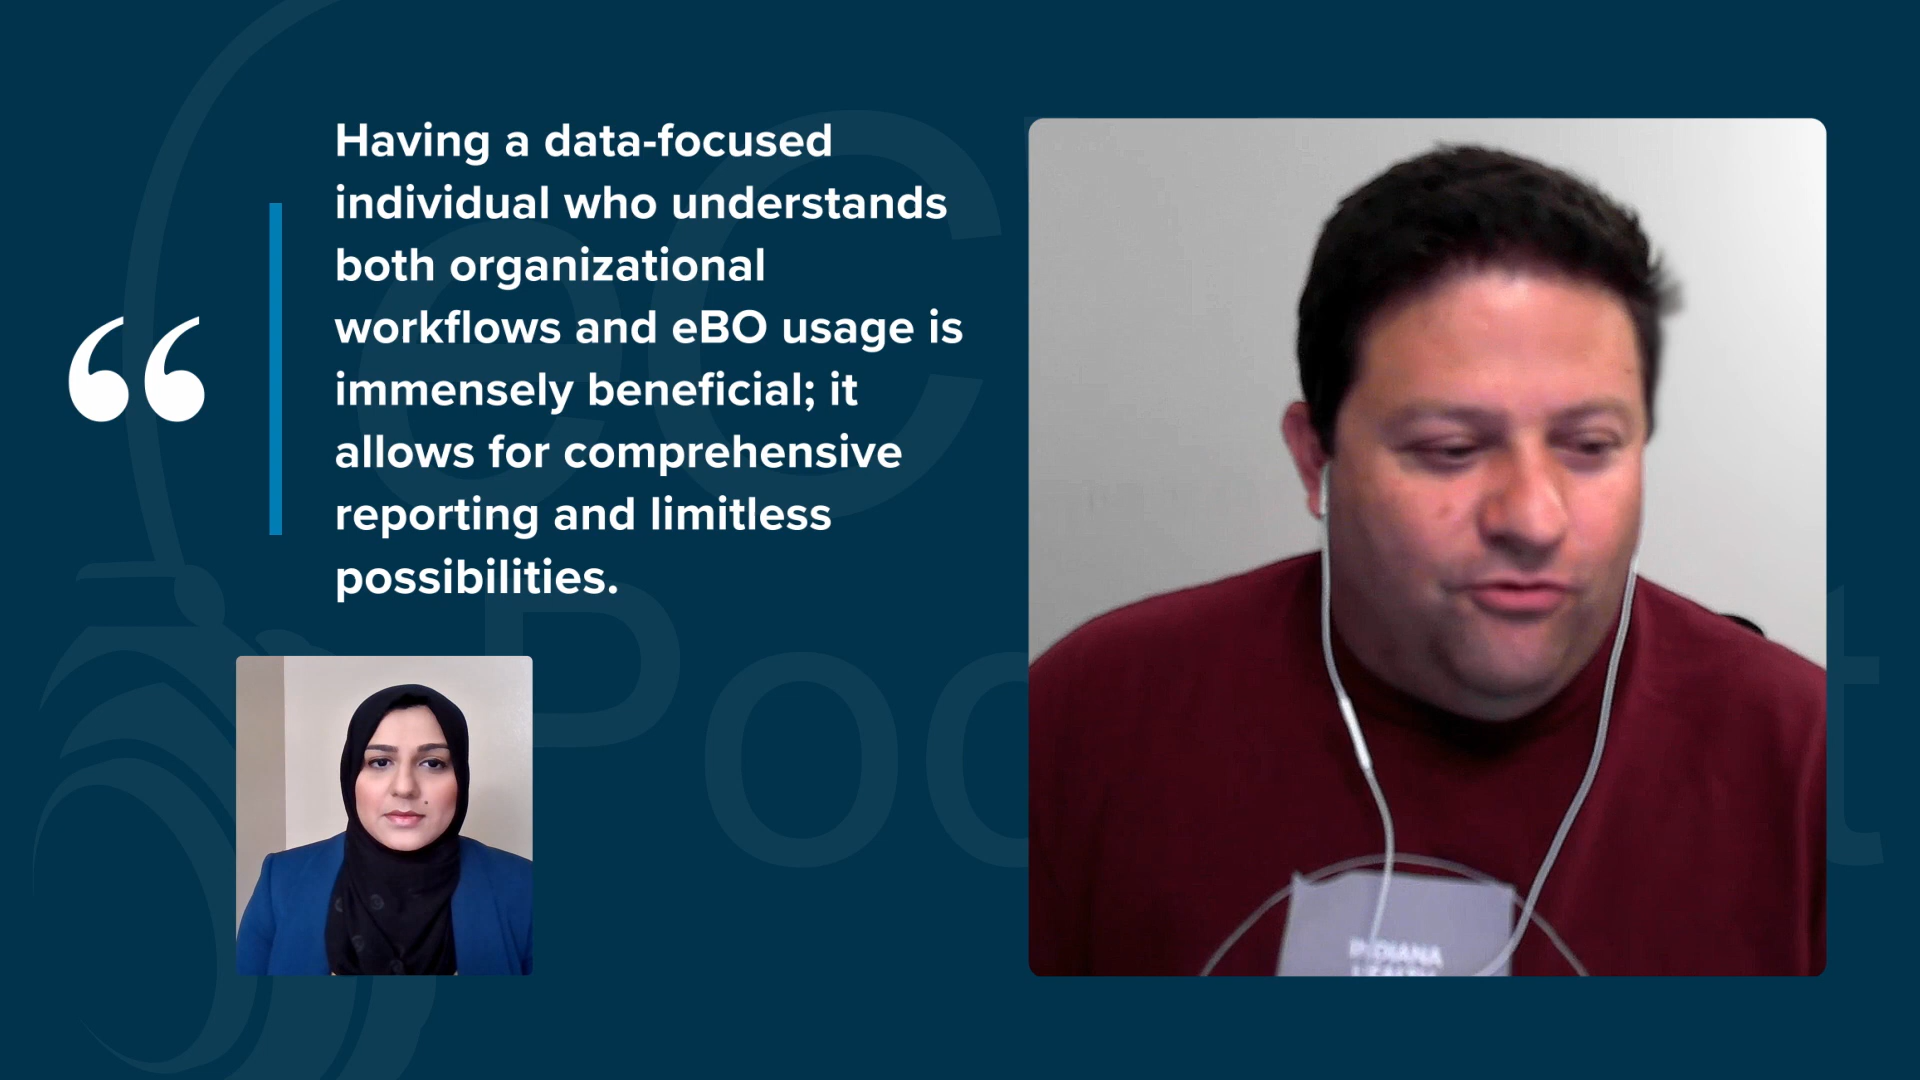 Having a data-focused
individual who understands
both organizational
workflows and eBO usage is
immensely beneficial; it
allows for comprehensive
reporting and limitless
possibilities.
INDIANA